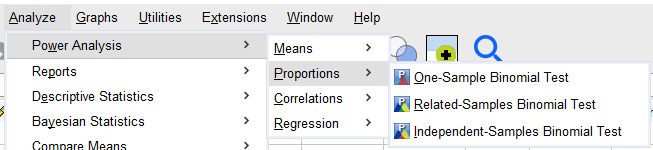 Analyze Graphs Utilities Extensions Window Help
Power Analysis
Reports
Descriptive Statistics
Bayesian Statistics
Compare Means
Means
Proportions
Correlations
Regression
One-Sample Binomial Test
Related-Samples Binomial Test
Independent-Samples Binomial Test